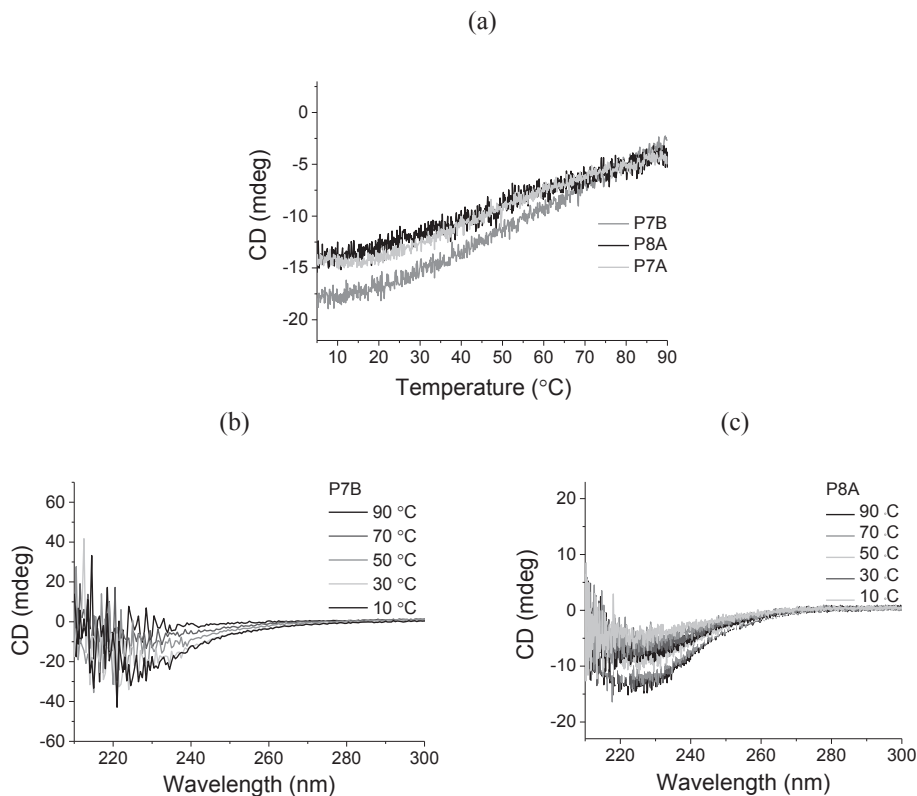 (a)
0
-5
-10
-15
-20
CD (mdeg)
P7B
P8A
P7A
10 20 30 40 50 60 70 80 90
Temperature (°C)
(b)
60
40
20
0
-20
-40
-60
CD (mdeg)
P7B
90 °C
70 °C
50 °C
30 °C
10 °C
220 240 260 280 300
Wavelength (nm)
(c)
20
10
0
-10
-20
CD (mdeg)
P8A
90 C
70 C
50 C
30 C
10 C
220 240 260 280 300
Wavelength (nm)